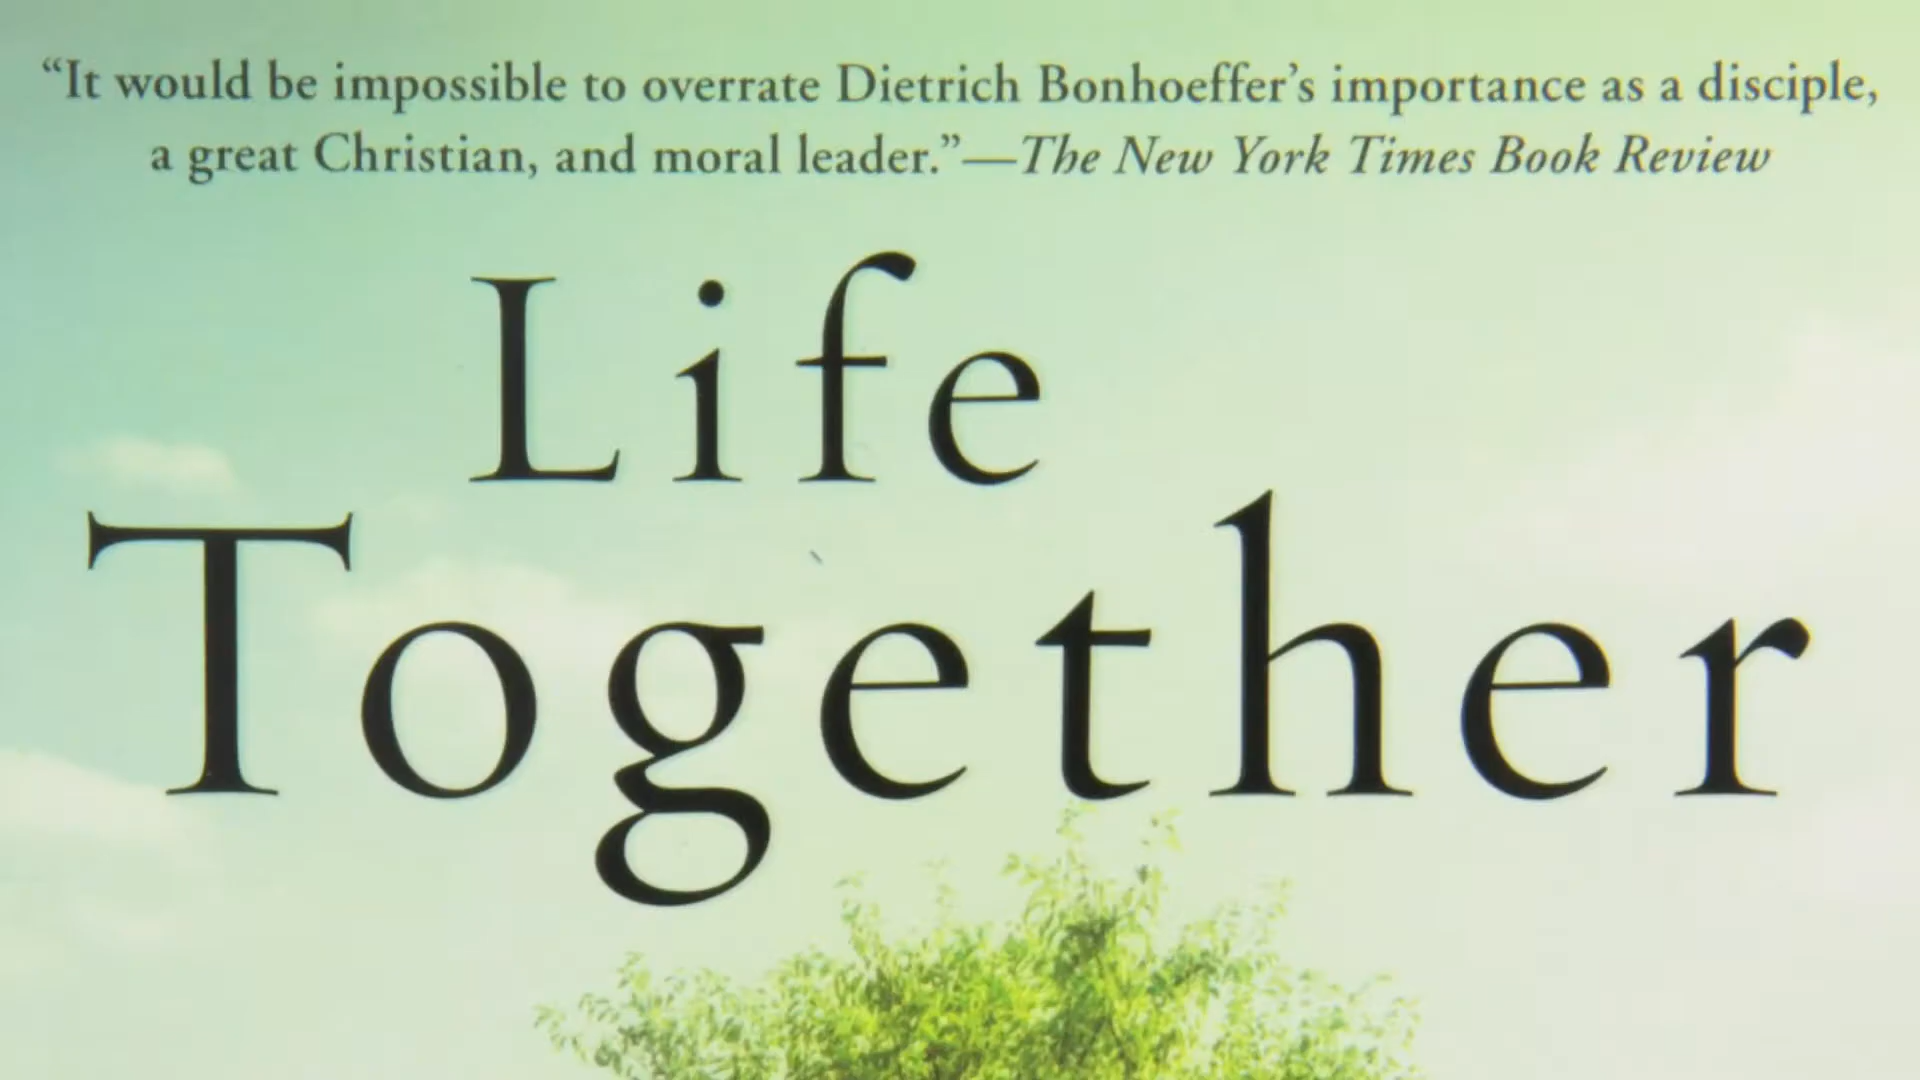 “It would be impossible to overrate Dietrich Bonhoeffer’s importance as a disciple,
a great Christian, and moral leader.”—The New York Times Book Review
Life
Together